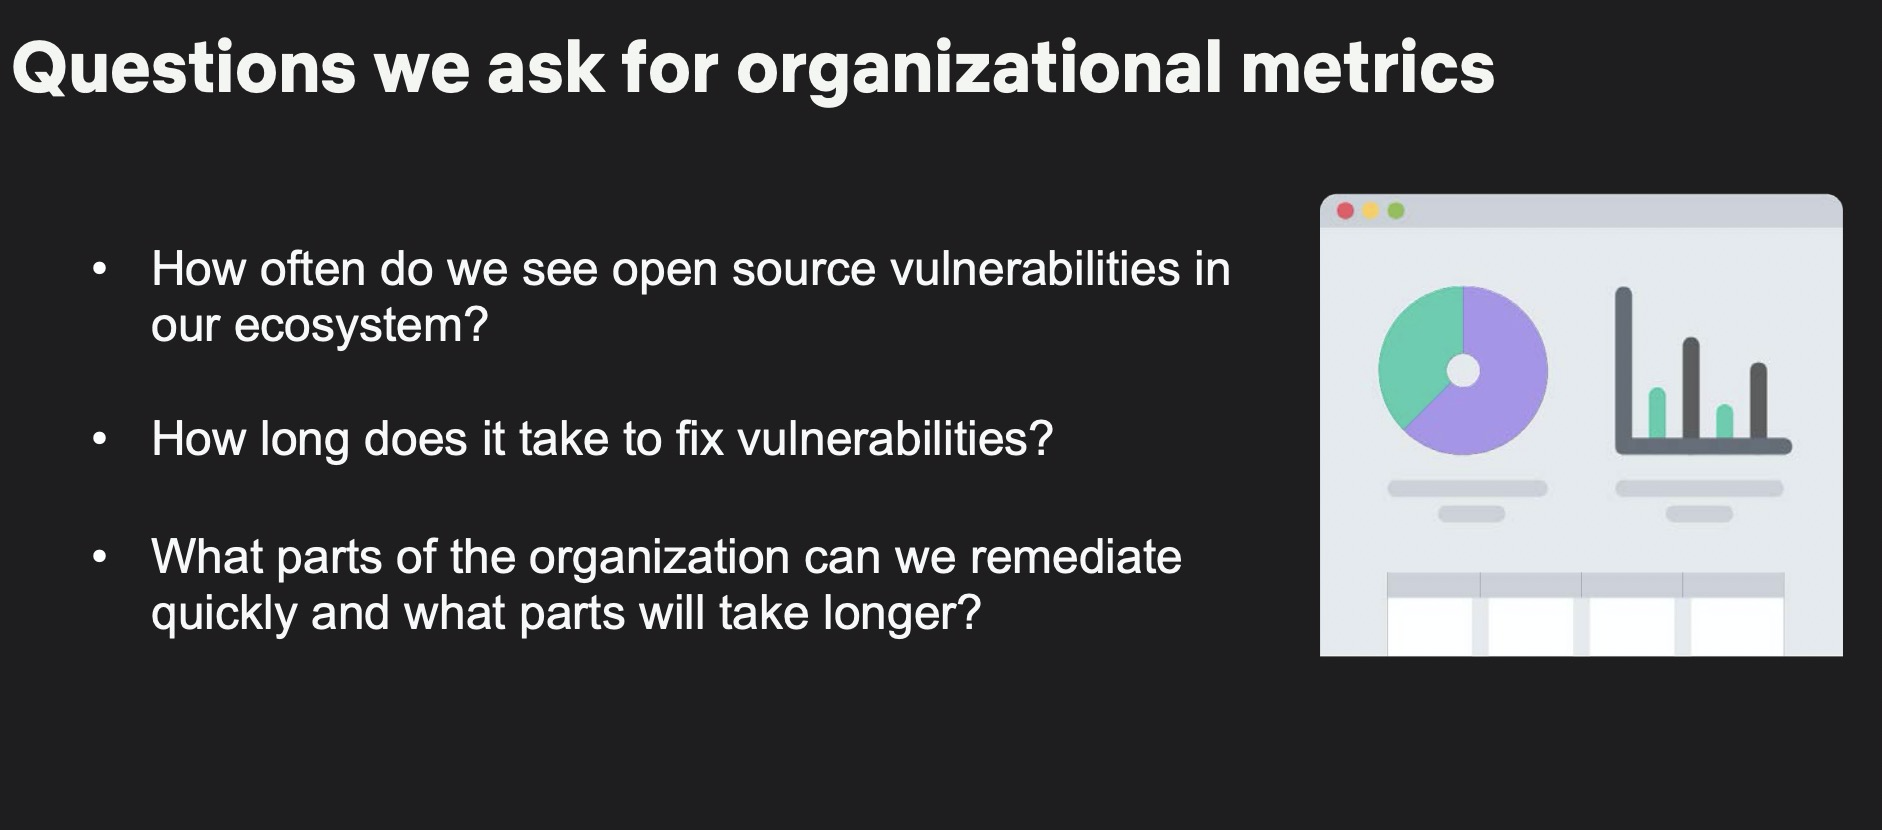 Questions we ask for organizational metrics
• How often do we see open source vulnerabilities in
our ecosystem?
• How long does it take to fix vulnerabilities?
• What parts of the organization can we remediate
quickly and what parts will take longer?